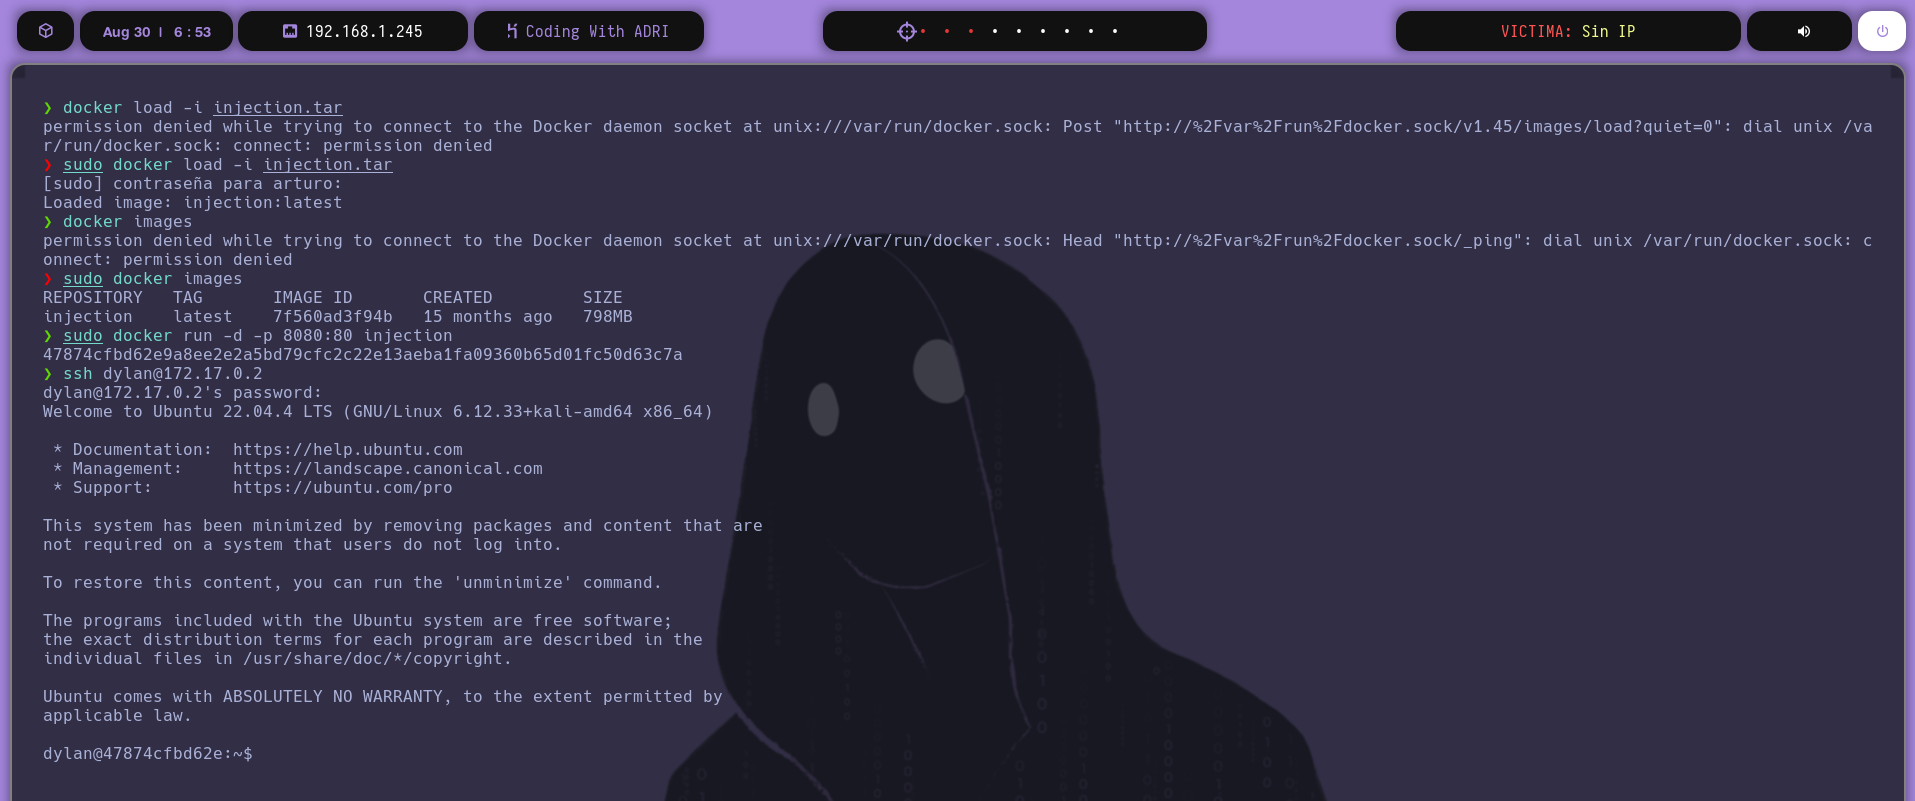 Aug 30 | 6 : 53
192.168.1.245
Coding With ADRI
VICTIMA: Sin IP
❯ docker load -i injection.tar
permission denied while trying to connect to the Docker daemon socket at unix:///var/run/docker.sock: Post "http://%2Fvar%2Frun%2Fdocker.sock/v1.45/images/load?quiet=0": dial unix /va
r/run/docker.sock: connect: permission denied
❯ sudo docker load -i injection.tar
[sudo] contraseña para arturo:
Loaded image: injection:latest
❯ docker images
permission denied while trying to connect to the Docker daemon socket at unix:///var/run/docker.sock: Head "http://%2Fvar%2Frun%2Fdocker.sock/_ping": dial unix /var/run/docker.sock: c
onnect: permission denied
❯ sudo docker images
REPOSITORY   TAG       IMAGE ID       CREATED         SIZE
injection    latest    7f560ad3f94b   15 months ago   798MB
❯ sudo docker run -d -p 8080:80 injection
47874cfbd62e9a8ee2e2a5bd79cfc2c22e13aeba1fa09360b65d01fc50d63c7a
❯ ssh dylan@172.17.0.2
dylan@172.17.0.2's password:
Welcome to Ubuntu 22.04.4 LTS (GNU/Linux 6.12.33+kali-amd64 x86_64)
 * Documentation:  https://help.ubuntu.com
 * Management:     https://landscape.canonical.com
 * Support:        https://ubuntu.com/pro
This system has been minimized by removing packages and content that are
not required on a system that users do not log into.
To restore this content, you can run the 'unminimize' command.
The programs included with the Ubuntu system are free software;
the exact distribution terms for each program are described in the
individual files in /usr/share/doc/*/copyright.
Ubuntu comes with ABSOLUTELY NO WARRANTY, to the extent permitted by
applicable law.
dylan@47874cfbd62e:~$